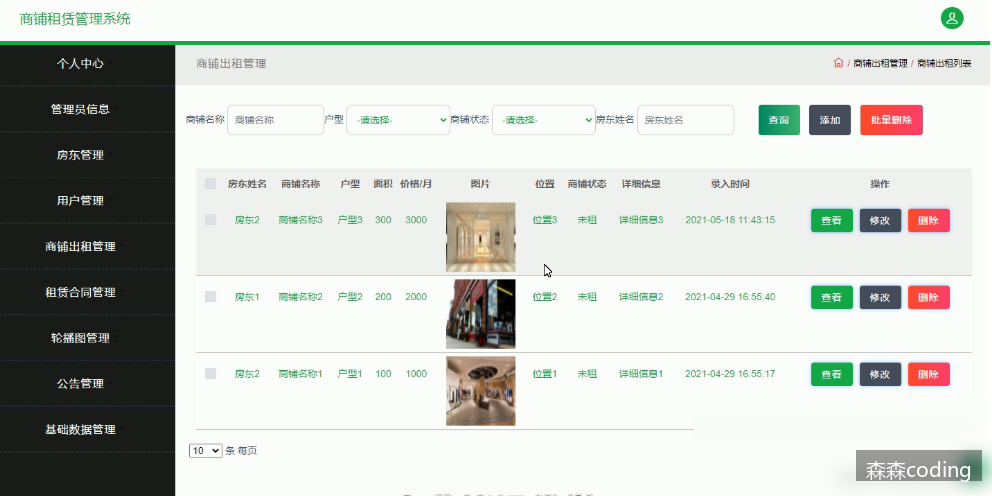 商铺租赁管理系统
个人中心
管理员信息
房东管理
用户管理
商铺出租管理
租赁合同管理
轮播图管理
公告管理
基础数据管理
商铺出租管理
/ 商铺出租管理 / 商铺出租列表
商铺名称 商铺名称 户型 -请选择- 商铺状态 -请选择- 房东姓名 房东姓名 查询 添加 批量删除
房东姓名 商铺名称 户型 面积 价格/月 图片 位置 商铺状态 详细信息 录入时间 操作
房东2 商铺名称3 户型3 300 3000 位置3 未租 详细信息3 2021-05-18 11:43:15 查看 修改 删除
房东1 商铺名称2 户型2 200 2000 位置2 未租 详细信息2 2021-04-29 16:55:40 查看 修改 删除
房东2 商铺名称1 户型1 100 1000 位置1 未租 详细信息1 2021-04-29 16:55:17 查看 修改 删除
10 条 每页
森森coding